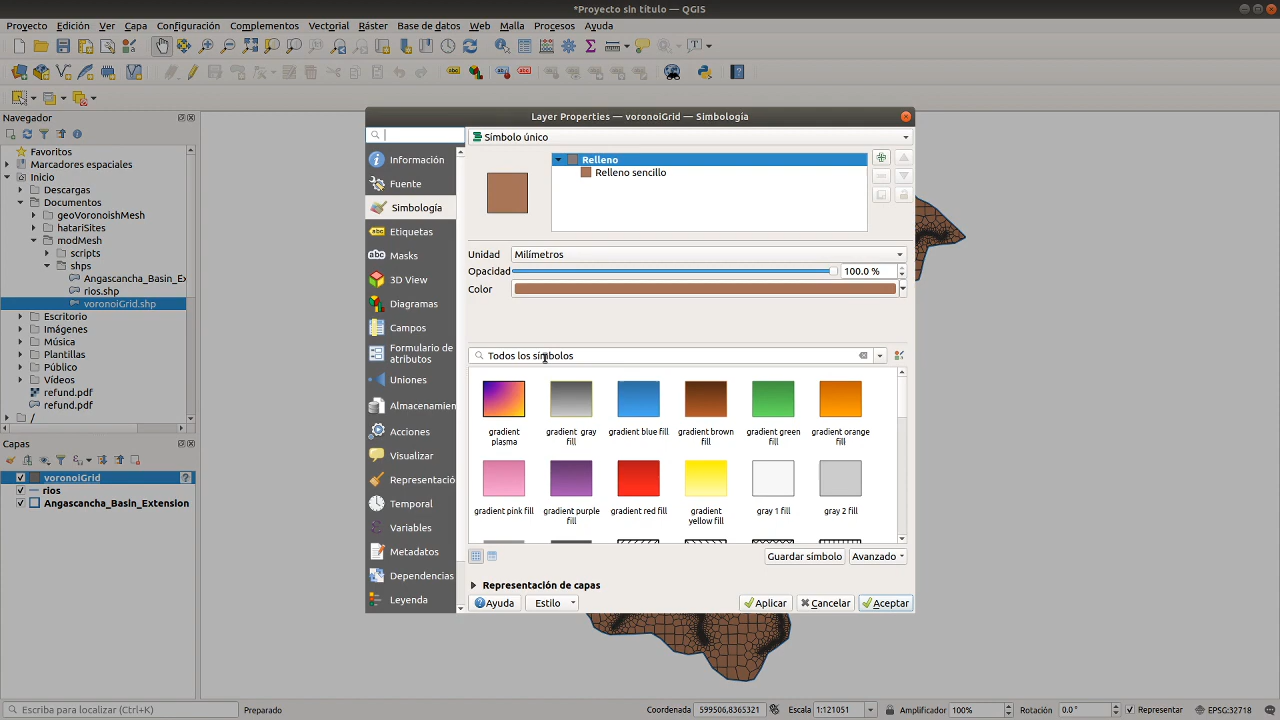 *Proyecto sin título — QGIS
Proyecto Edición Ver Capa Configuración Complementos Vectorial Ráster Base de datos Web Malla Procesos Ayuda
Navegador
Favoritos
Marcadores espaciales
Inicio
Descargas
Documentos
geoVoronoishMesh
hatariSites
modMesh
scripts
shps
Angascancha_Basin_Ex
rios.shp
voronoiGrid.shp
Escritorio
Imágenes
Música
Plantillas
Público
Vídeos
refund.pdf
refund.pdf
/
Capas
voronoiGrid
rios
Angascancha_Basin_Extension
Layer Properties — voronoiGrid — Simbología
Información
Fuente
Simbología
Etiquetas
Masks
3D View
Diagramas
Campos
Formulario de
atributos
Uniones
Almacenamien
Acciones
Visualizar
Representació
Temporal
Variables
Metadatos
Dependencias
Leyenda
Símbolo único
Relleno
Relleno sencillo
Unidad Milímetros
Opacidad 100.0 %
Color
Todos los símbolos
gradient
plasma
gradient gray
fill
gradient blue fill
gradient brown
fill
gradient green
fill
gradient orange
fill
gradient pink fill
gradient purple
fill
gradient red fill
gradient
yellow fill
gray 1 fill
gray 2 fill
Guardar símbolo Avanzado
Representación de capas
Ayuda Estilo Aplicar Cancelar Aceptar
Escriba para localizar (Ctrl+K) Preparado Coordenada 599506,8365321 Escala 1:121051 Amplificador 100% Rotación 0.0 ° Representar EPSG:32718